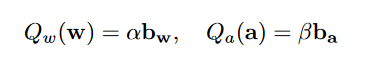 Q_w(𝐰) = α𝐛_𝐰,  Q_a(𝐚) = β𝐛_𝐚